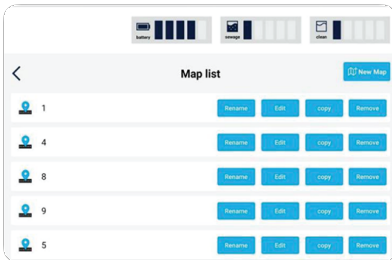 battery sewage clean
Map list New Map
1 Rename Edit copy Remove
4 Rename Edit copy Remove
8 Rename Edit copy Remove
9 Rename Edit copy Remove
5 Rename Edit copy Remove